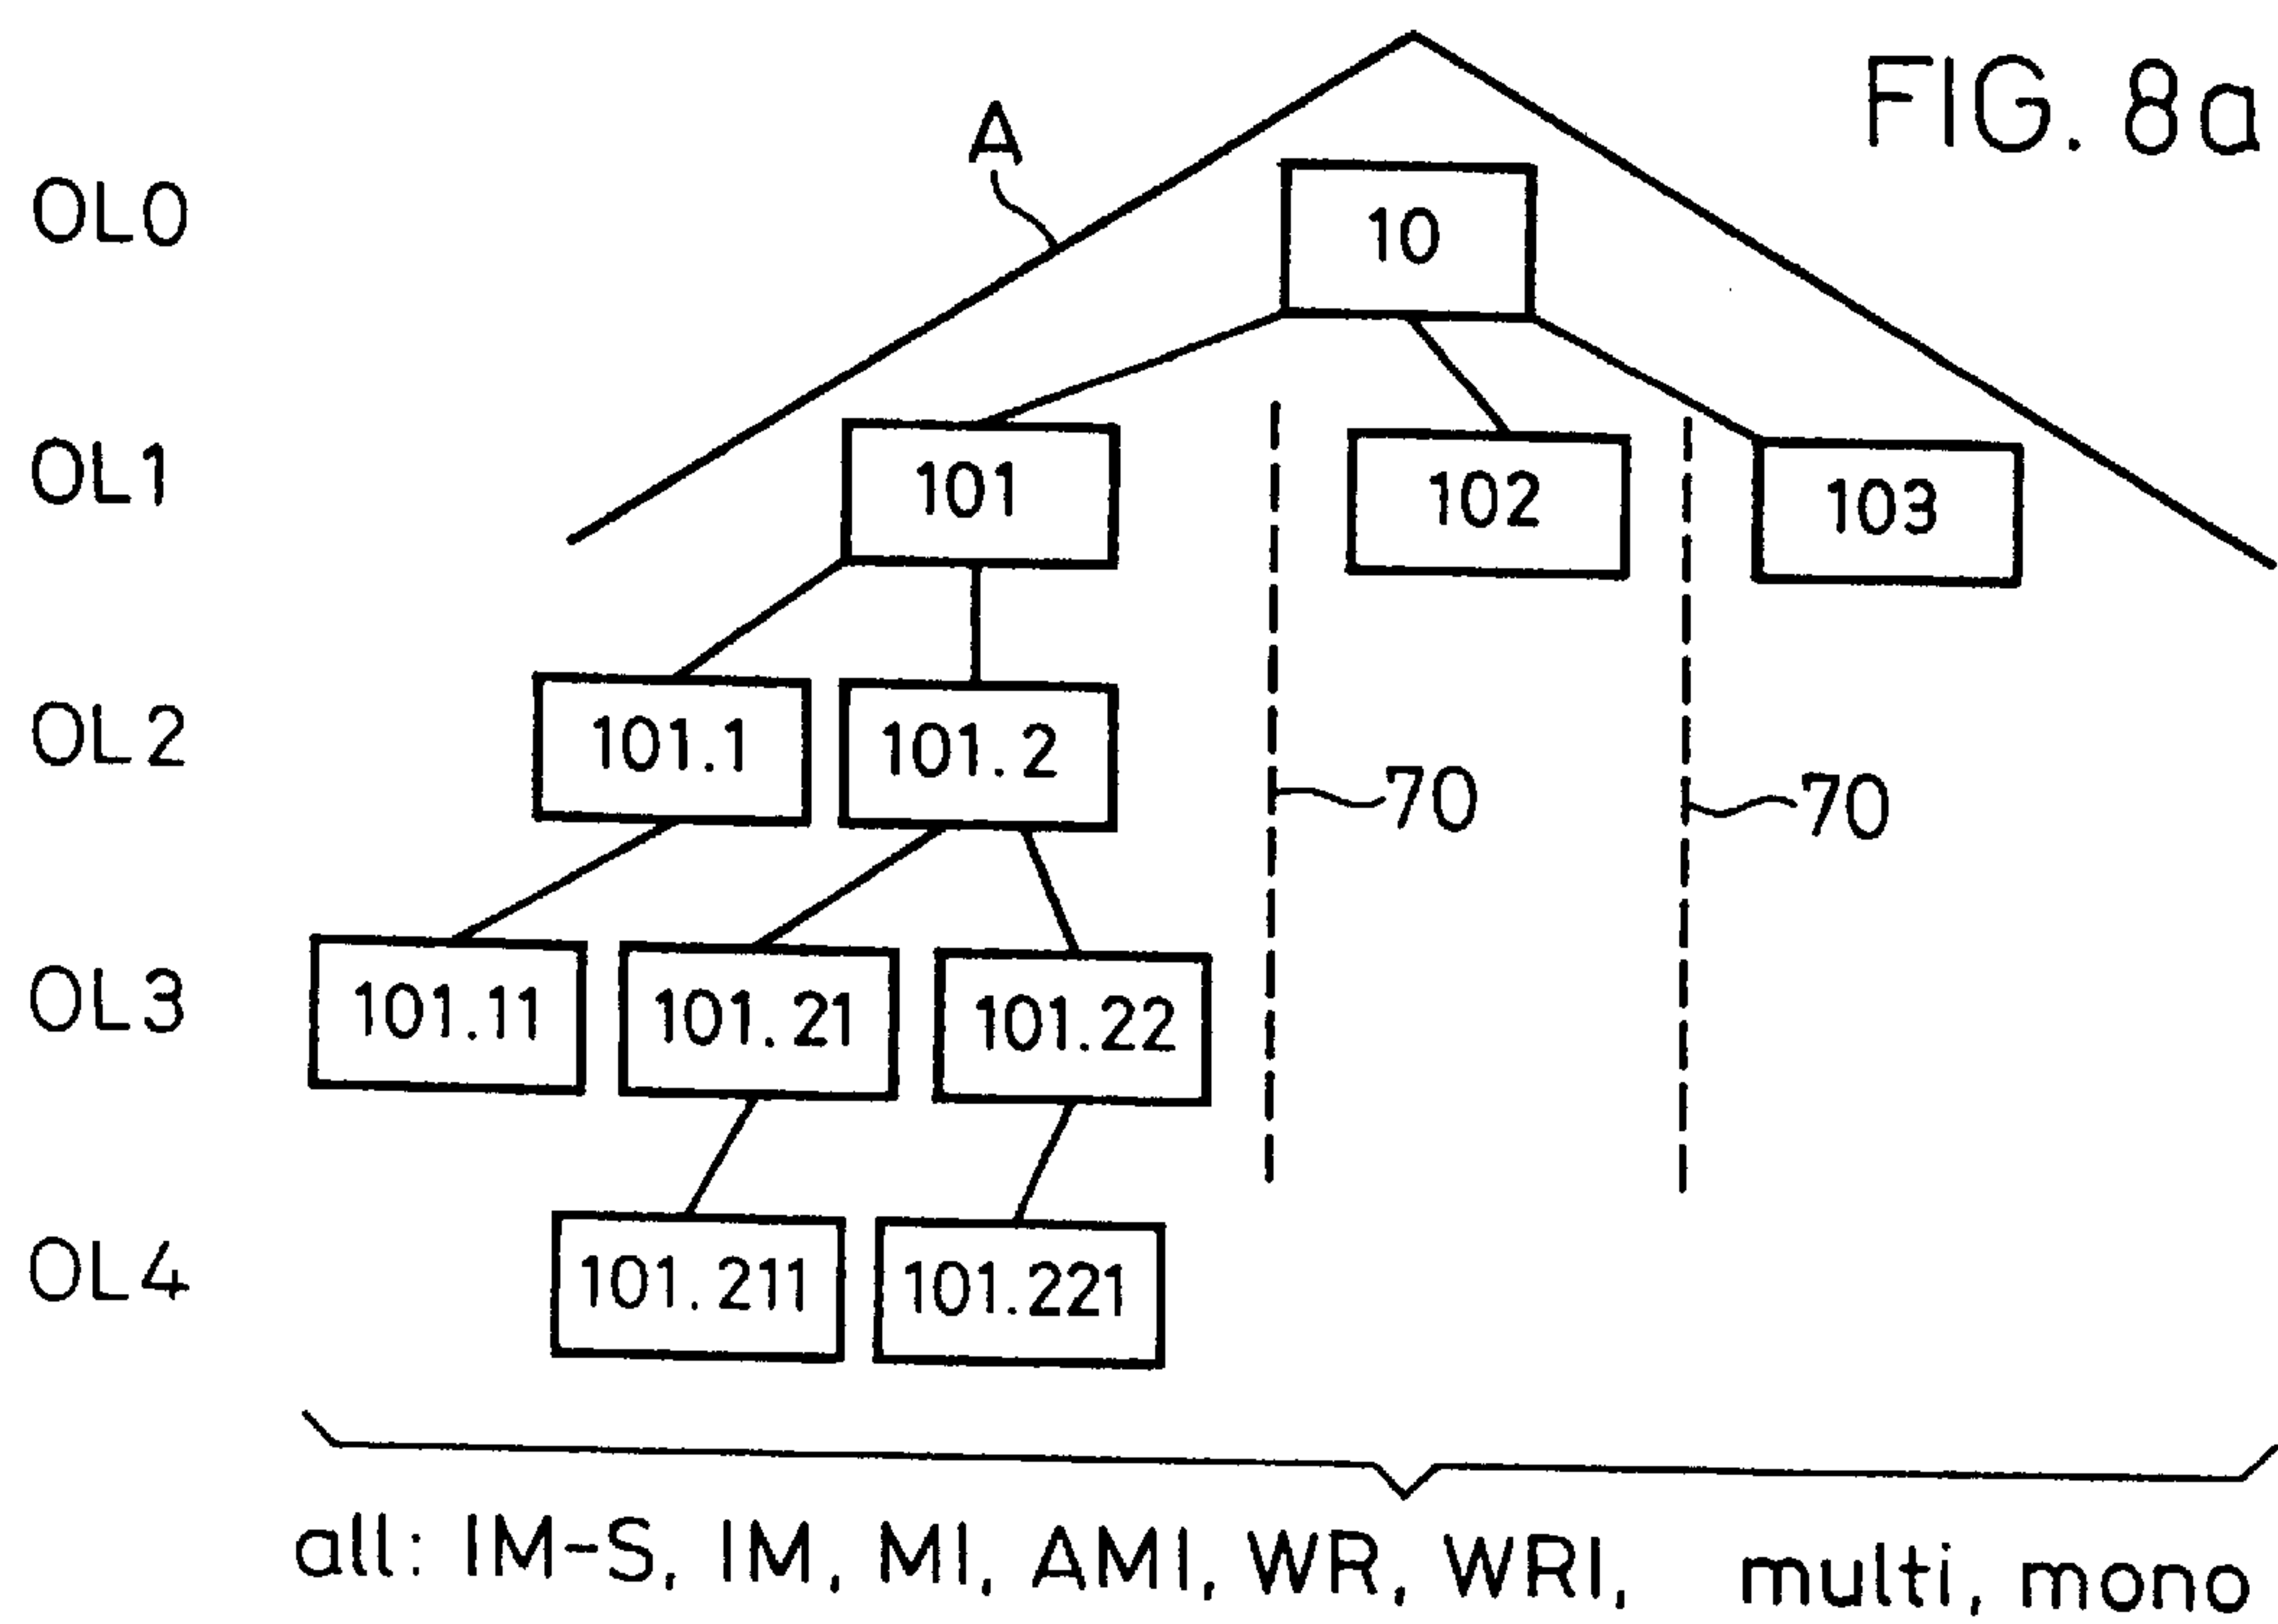 FIG. 8a
A
OL0
10
OL1
101
102
103
OL2
101.1
101.2
70
70
OL3
101.11
101.21
101.22
OL4
101.211
101.221
all: IM-S, IM, MI, AMI, WR, WRI, multi, mono